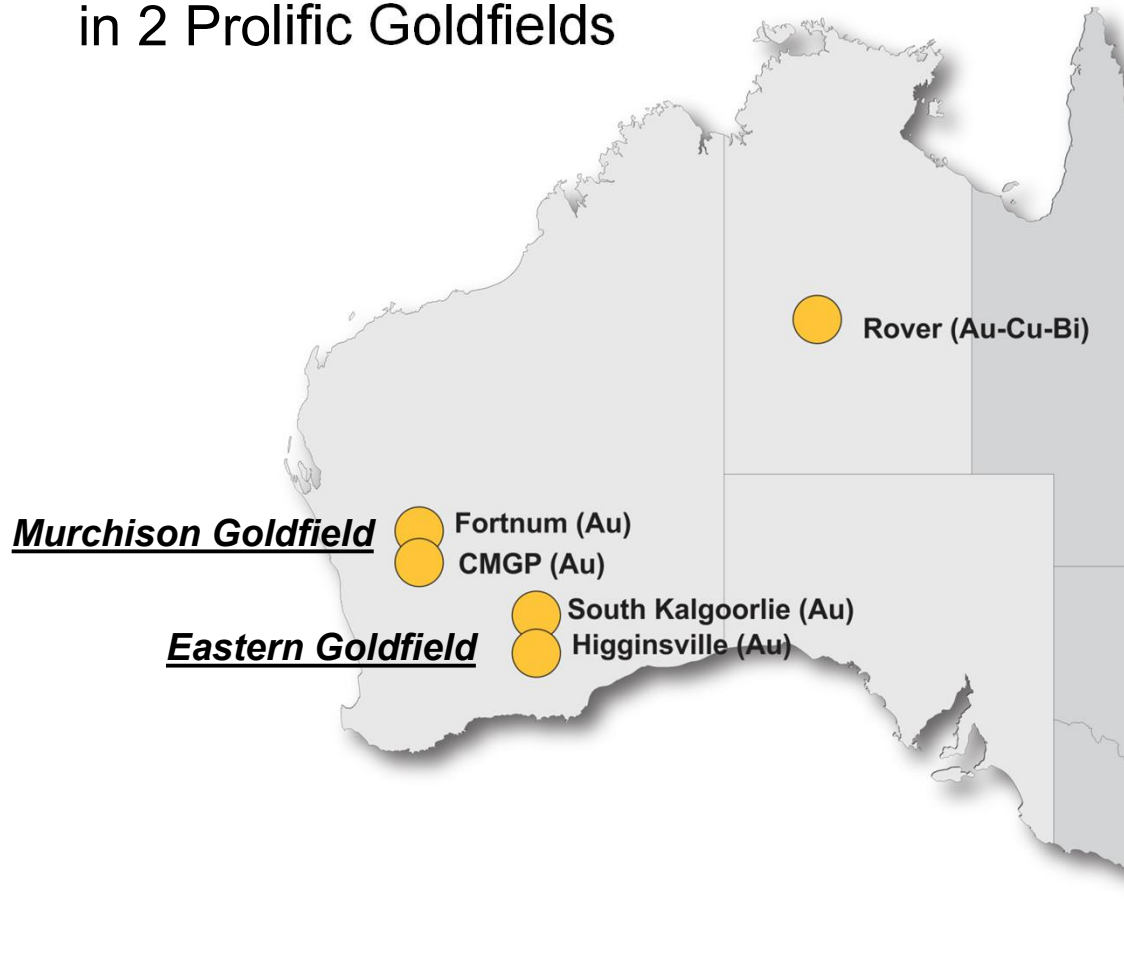 in 2 Prolific Goldfields
Rover (Au-Cu-Bi)
Murchison Goldfield
Fortnum (Au)
CMGP (Au)
South Kalgoorlie (Au)
Eastern Goldfield
Higginsville (Au)